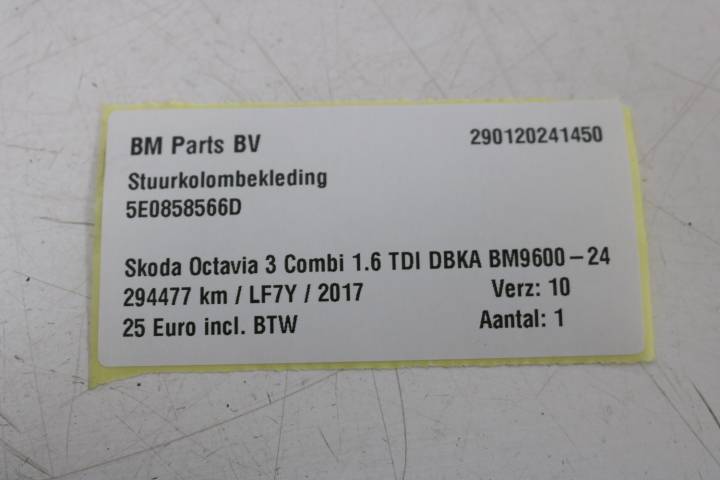 BM Parts BV 290120241450
Stuurkolombekleding
5E0858566D
Skoda Octavia 3 Combi 1.6 TDI DBKA BM9600-24
294477 km / LF7Y / 2017 Verz: 10
25 Euro incl. BTW Aantal: 1